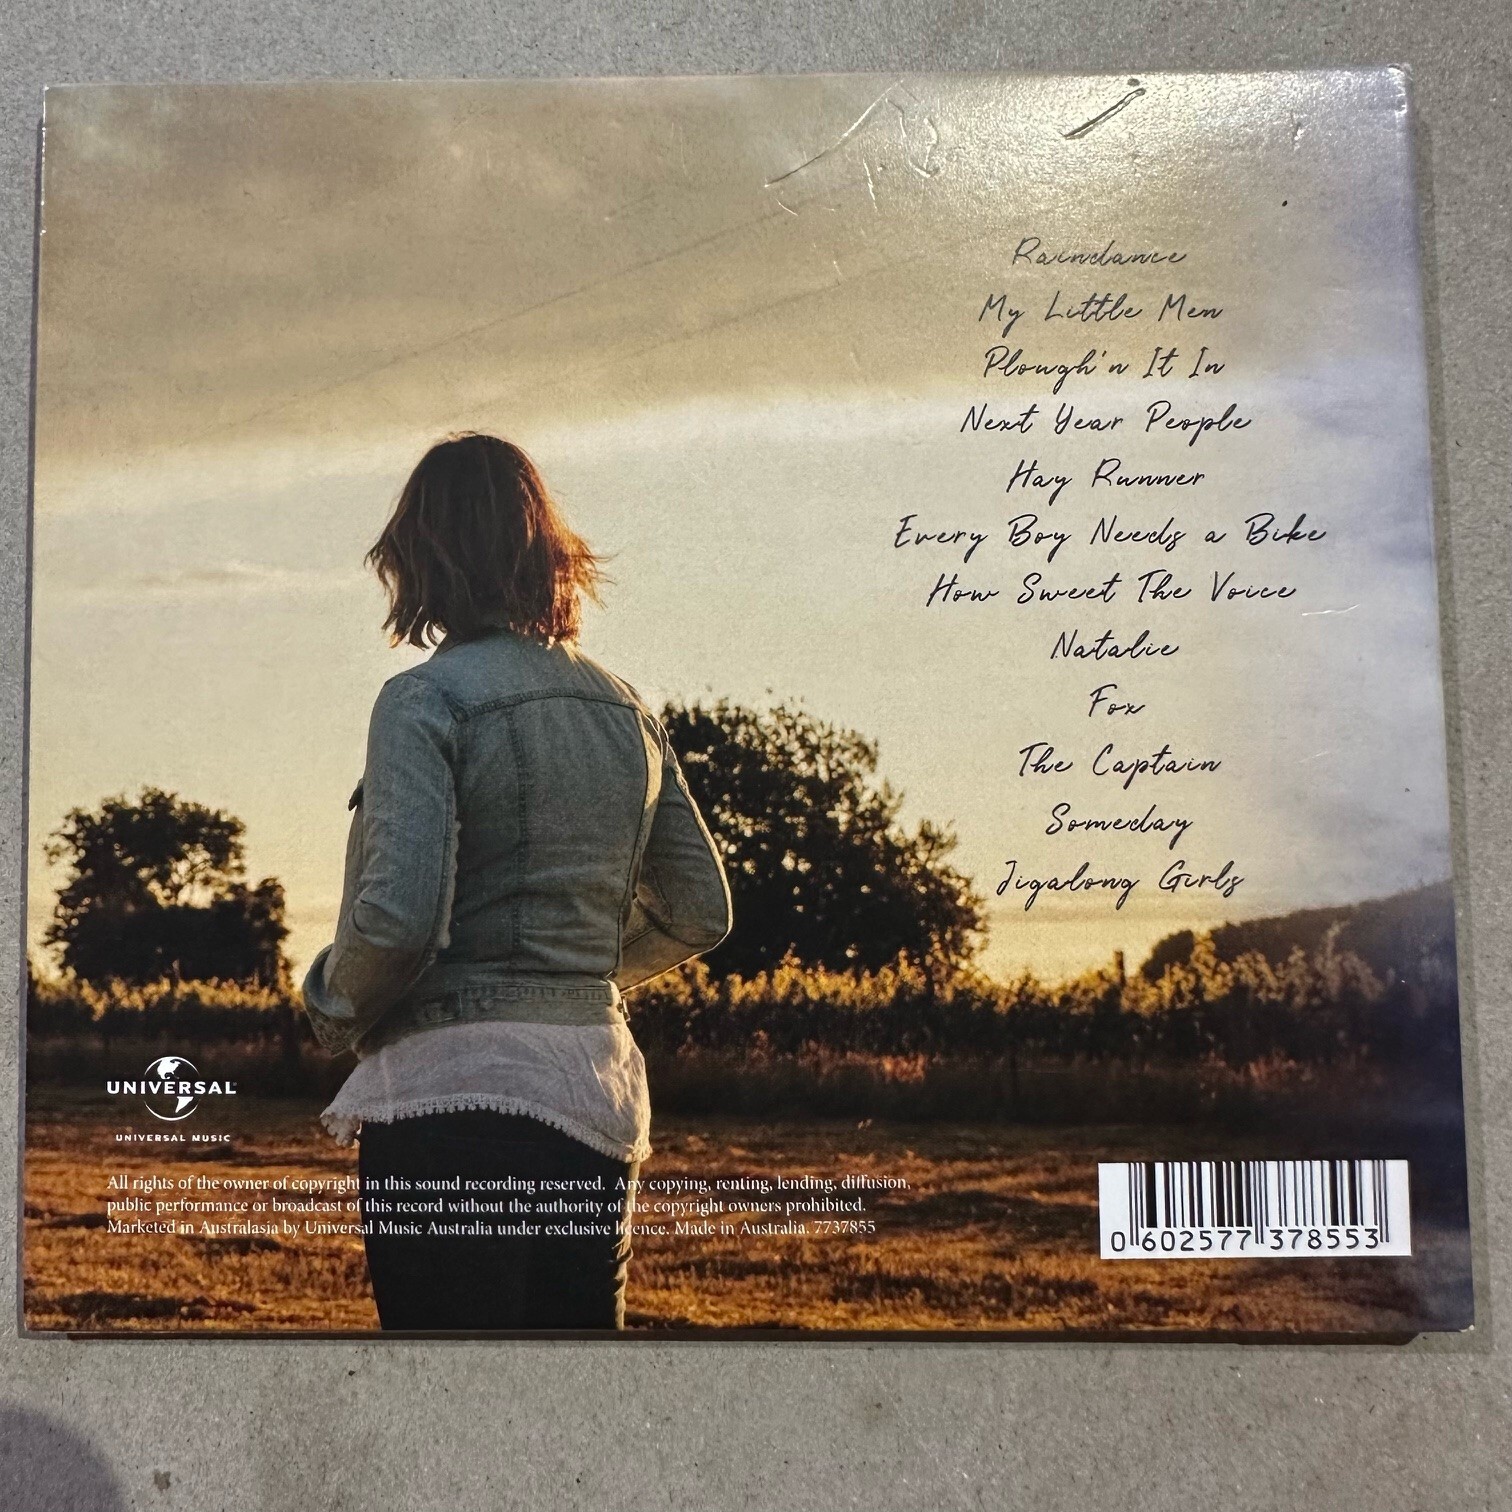 Raindance
My Little Men
Plough'n It In
Next Year People
Hay Runner
Every Boy Needs a Bike
How Sweet The Voice
Natalie
Fox
The Captain
Someday
Jigalong Girls
UNIVERSAL
UNIVERSAL MUSIC
All rights of the owner of copyright in this sound recording reserved. Any copying, renting, lending, diffusion,
public performance or broadcast of this record without the authority of the copyright owners prohibited.
Marketed in Australasia by Universal Music Australia under exclusive licence. Made in Australia. 7737855
0 602577 378553